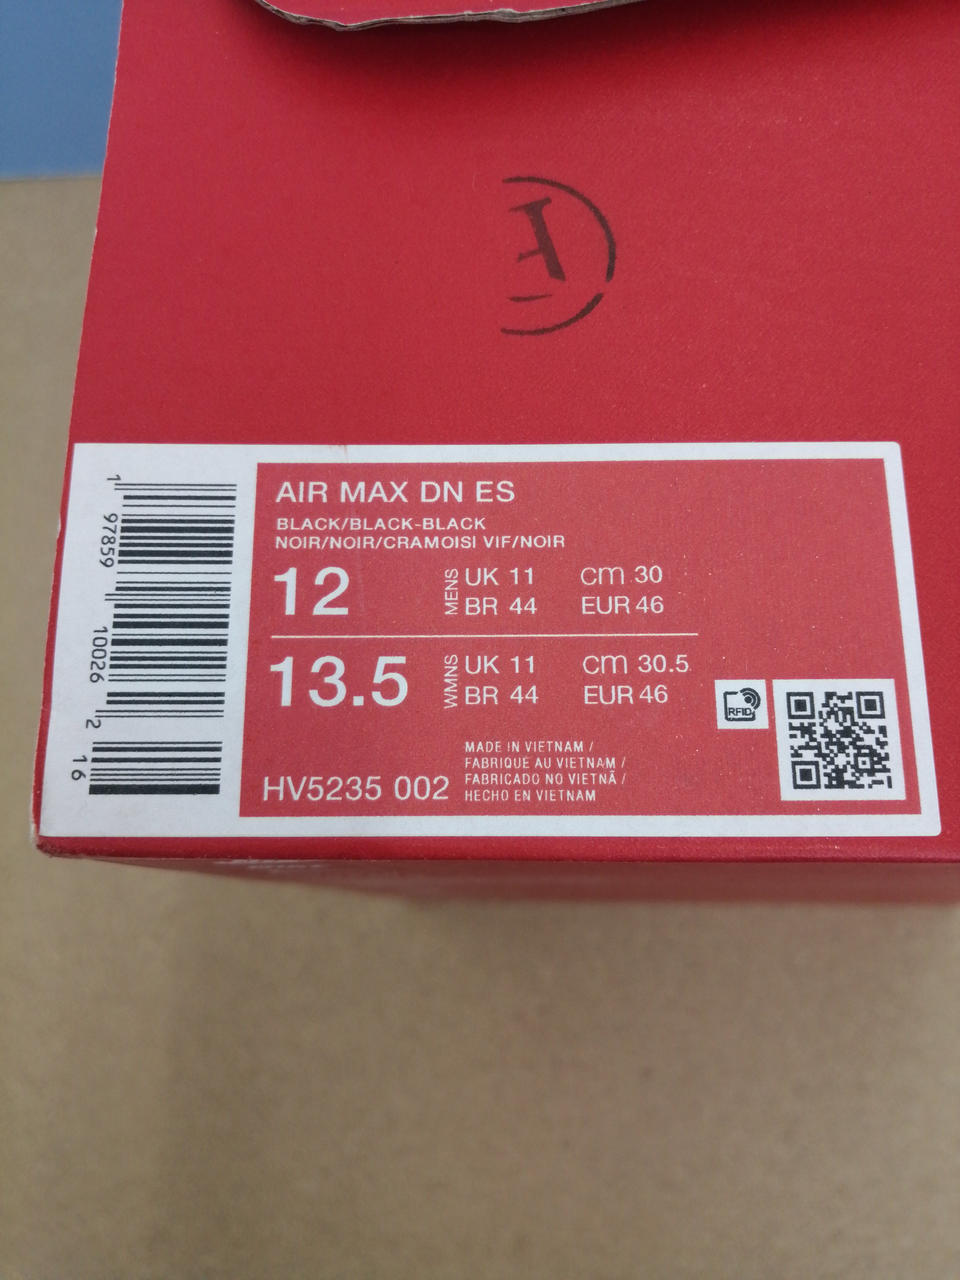 A
AIR MAX DN ES
BLACK/BLACK-BLACK
NOIR/NOIR/CRAMOISI VIF/NOIR
12 MENS UK 11 cm 30
BR 44 EUR 46
13.5 WMNS UK 11 cm 30.5
BR 44 EUR 46
RFID
HV5235 002
MADE IN VIETNAM /
FABRIQUÉ AU VIETNAM /
FABRICADO NO VIETNÃ /
HECHO EN VIETNAM
1 97859 10026 2 16